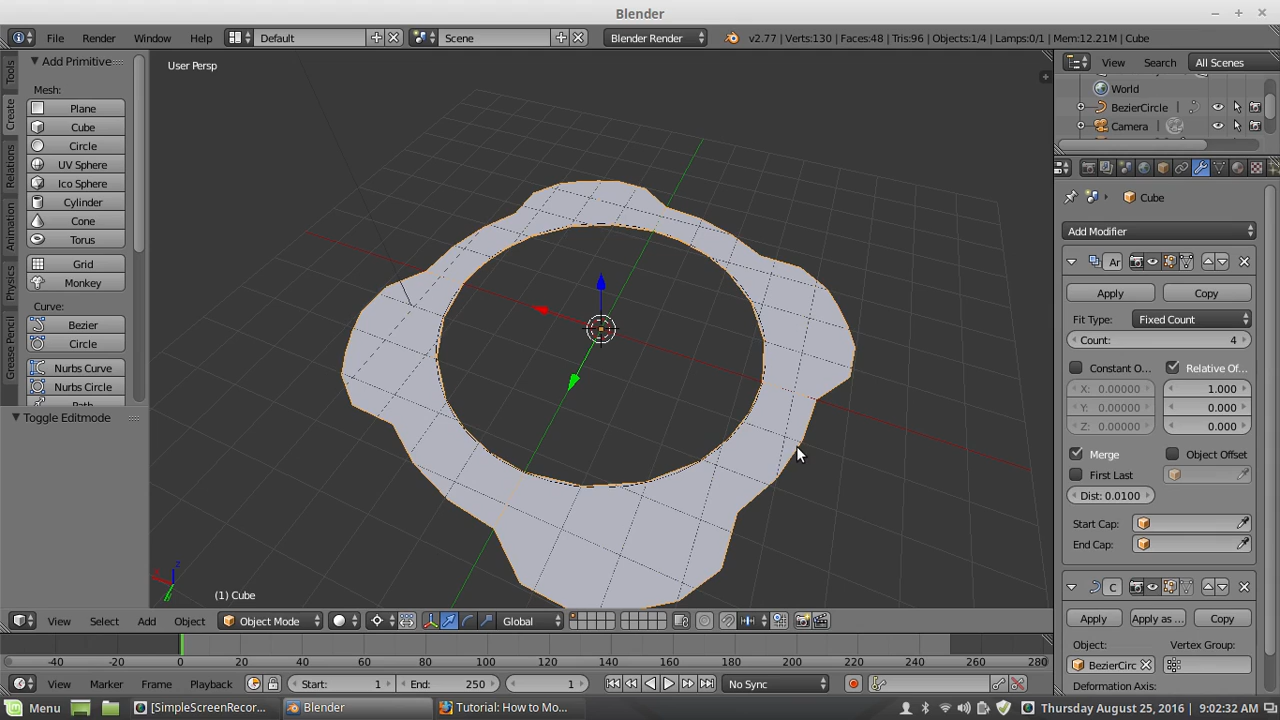 Blender
File Render Window Help Default Scene Blender Render v2.77 | Verts:130 | Faces:48 | Tris:96 | Objects:1/4 | Lamps:0/1 | Mem:12.21M | Cube
Tools
Create
Relations
Animation
Physics
Grease Pencil
Add Primitive
Mesh:
Plane
Cube
Circle
UV Sphere
Ico Sphere
Cylinder
Cone
Torus
Grid
Monkey
Curve:
Bezier
Circle
Nurbs Curve
Nurbs Circle
Path
Toggle Editmode
User Persp
z
(1) Cube
View Search All Scenes
World
BezierCircle
Camera
Cube
Add Modifier
Ar
Apply Copy
Fit Type: Fixed Count
Count: 4
Constant O... Relative Of...
X: 0.00000 1.000
Y: 0.00000 0.000
Z: 0.00000 0.000
Merge Object Offset
First Last
Dist: 0.0100
Start Cap:
End Cap:
C
Apply Apply as ... Copy
Object: Vertex Group:
BezierCirc
Deformation Axis:
View Select Add Object Object Mode Global
-40 -20 0 20 40 60 80 100 120 140 160 180 200 220 240 260 280
View Marker Frame Playback Start: 1 End: 250 1 No Sync
Menu [SimpleScreenRecor... Blender Tutorial: How to Mo... Thursday August 25, 2016 | 9:02:32 AM